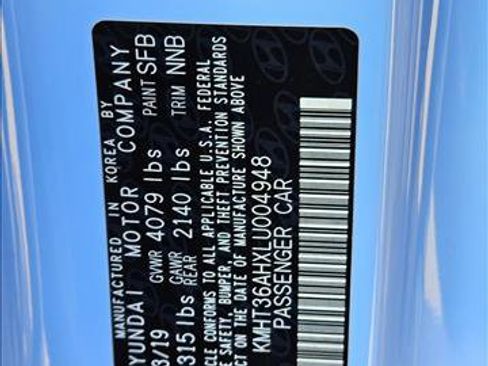 MANUFACTURED IN KOREA BY
YUNDAI MOTOR COMPANY
3/19 GVWR 4079 lbs PAINT SFB
315 lbs GAWR REAR 2140 lbs TRIM NNB
CLE CONFORMS TO ALL APPLICABLE U.S.A. FEDERAL
E SAFETY, BUMPER, AND THEFT PREVENTION STANDARDS
ON THE DATE OF MANUFACTURE SHOWN ABOVE
KMHT36AHXLU004948
PASSENGER CAR